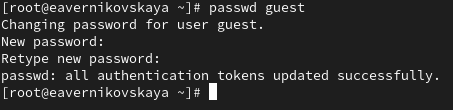 [root@eavernikovskaya ~]# passwd guest
Changing password for user guest.
New password:
Retype new password:
passwd: all authentication tokens updated successfully.
[root@eavernikovskaya ~]#